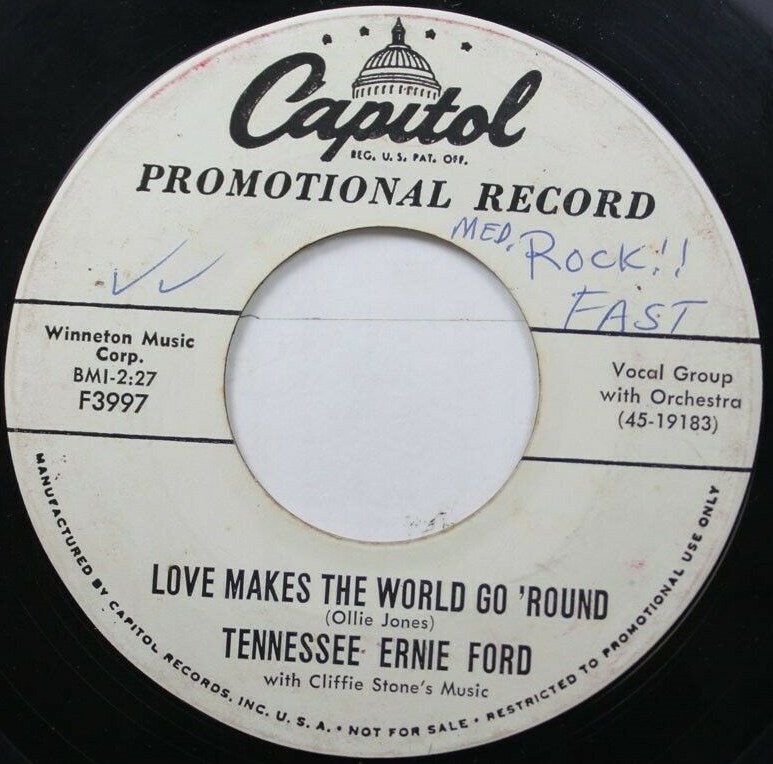 Capitol
REG. U. S. PAT. OFF.
PROMOTIONAL RECORD
MED. ROCK!!
FAST
Winneton Music
Corp.
BMI-2:27
F3997
Vocal Group
with Orchestra
(45-19183)
LOVE MAKES THE WORLD GO 'ROUND
(Ollie Jones)
TENNESSEE ERNIE FORD
with Cliffie Stone's Music
MANUFACTURED BY CAPITOL RECORDS, INC. U. S. A. • NOT FOR SALE • RESTRICTED TO PROMOTIONAL USE ONLY